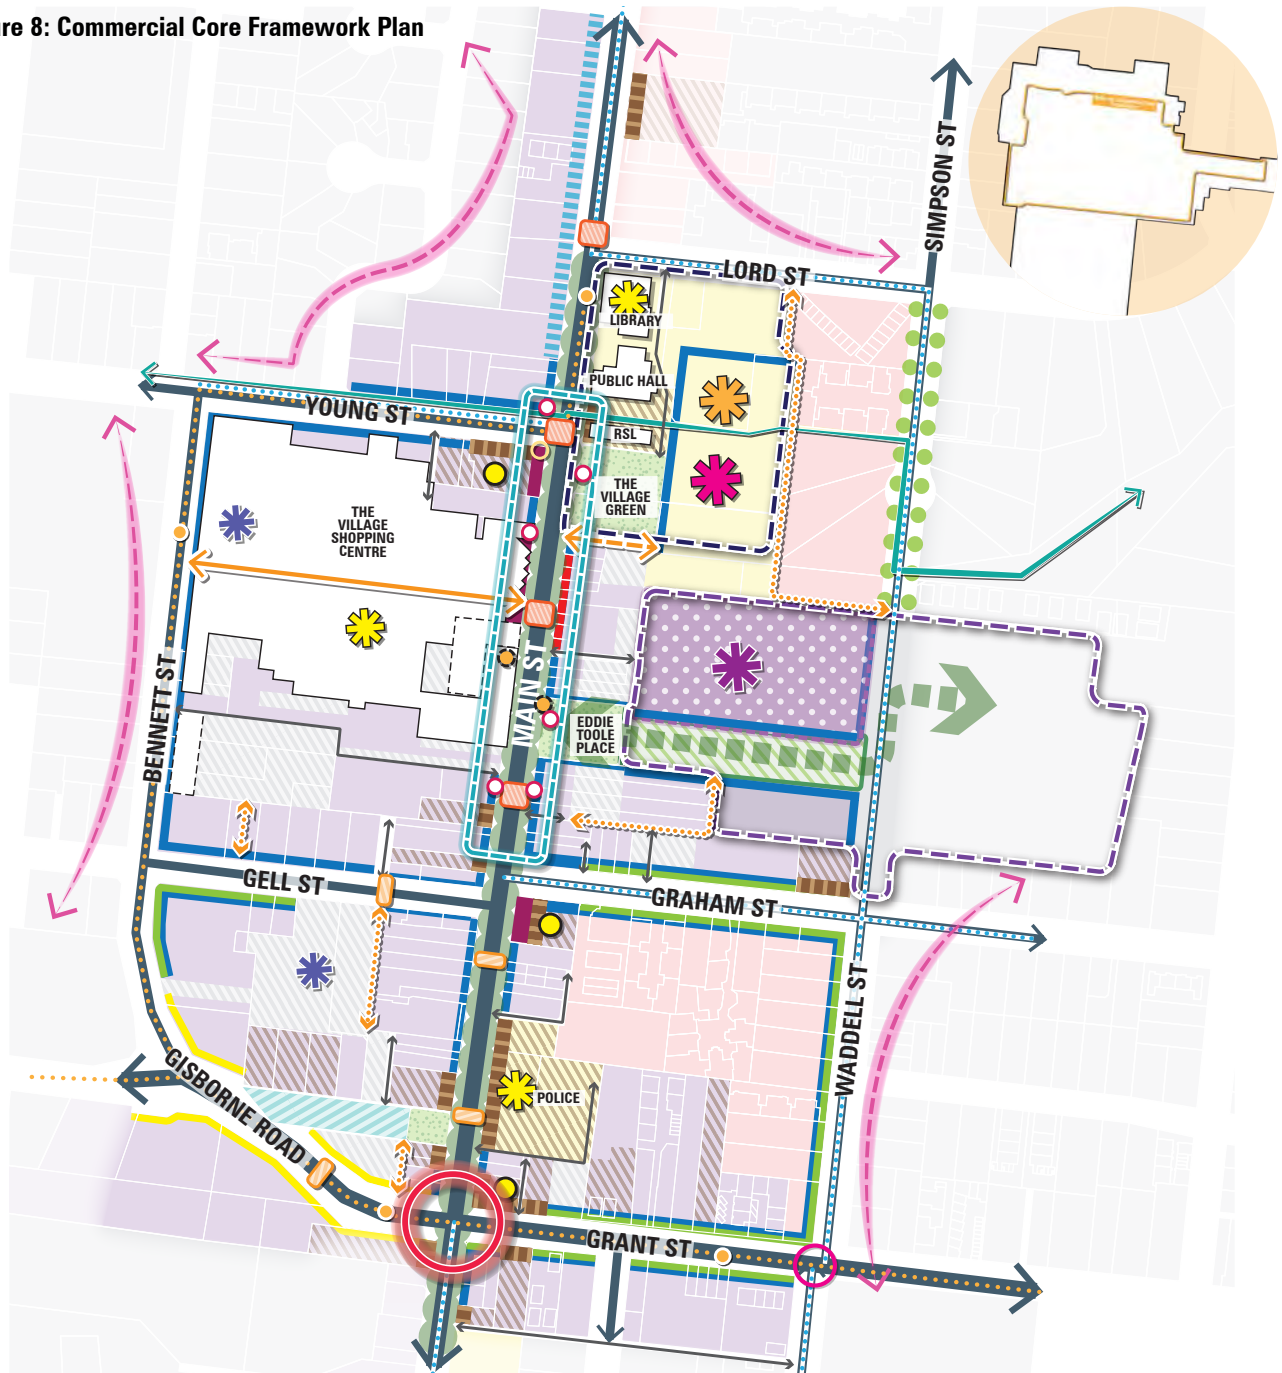 re 8: Commercial Core Framework Plan
SIMPSON ST
LORD ST
LIBRARY
PUBLIC HALL
YOUNG ST
RSL
THE
VILLAGE
GREEN
THE
VILLAGE
SHOPPING
CENTRE
MAIN ST
BENNETT ST
EDDIE
TOOLE
PLACE
GELL ST
GRAHAM ST
WADDELL ST
GISBORNE ROAD
POLICE
GRANT ST